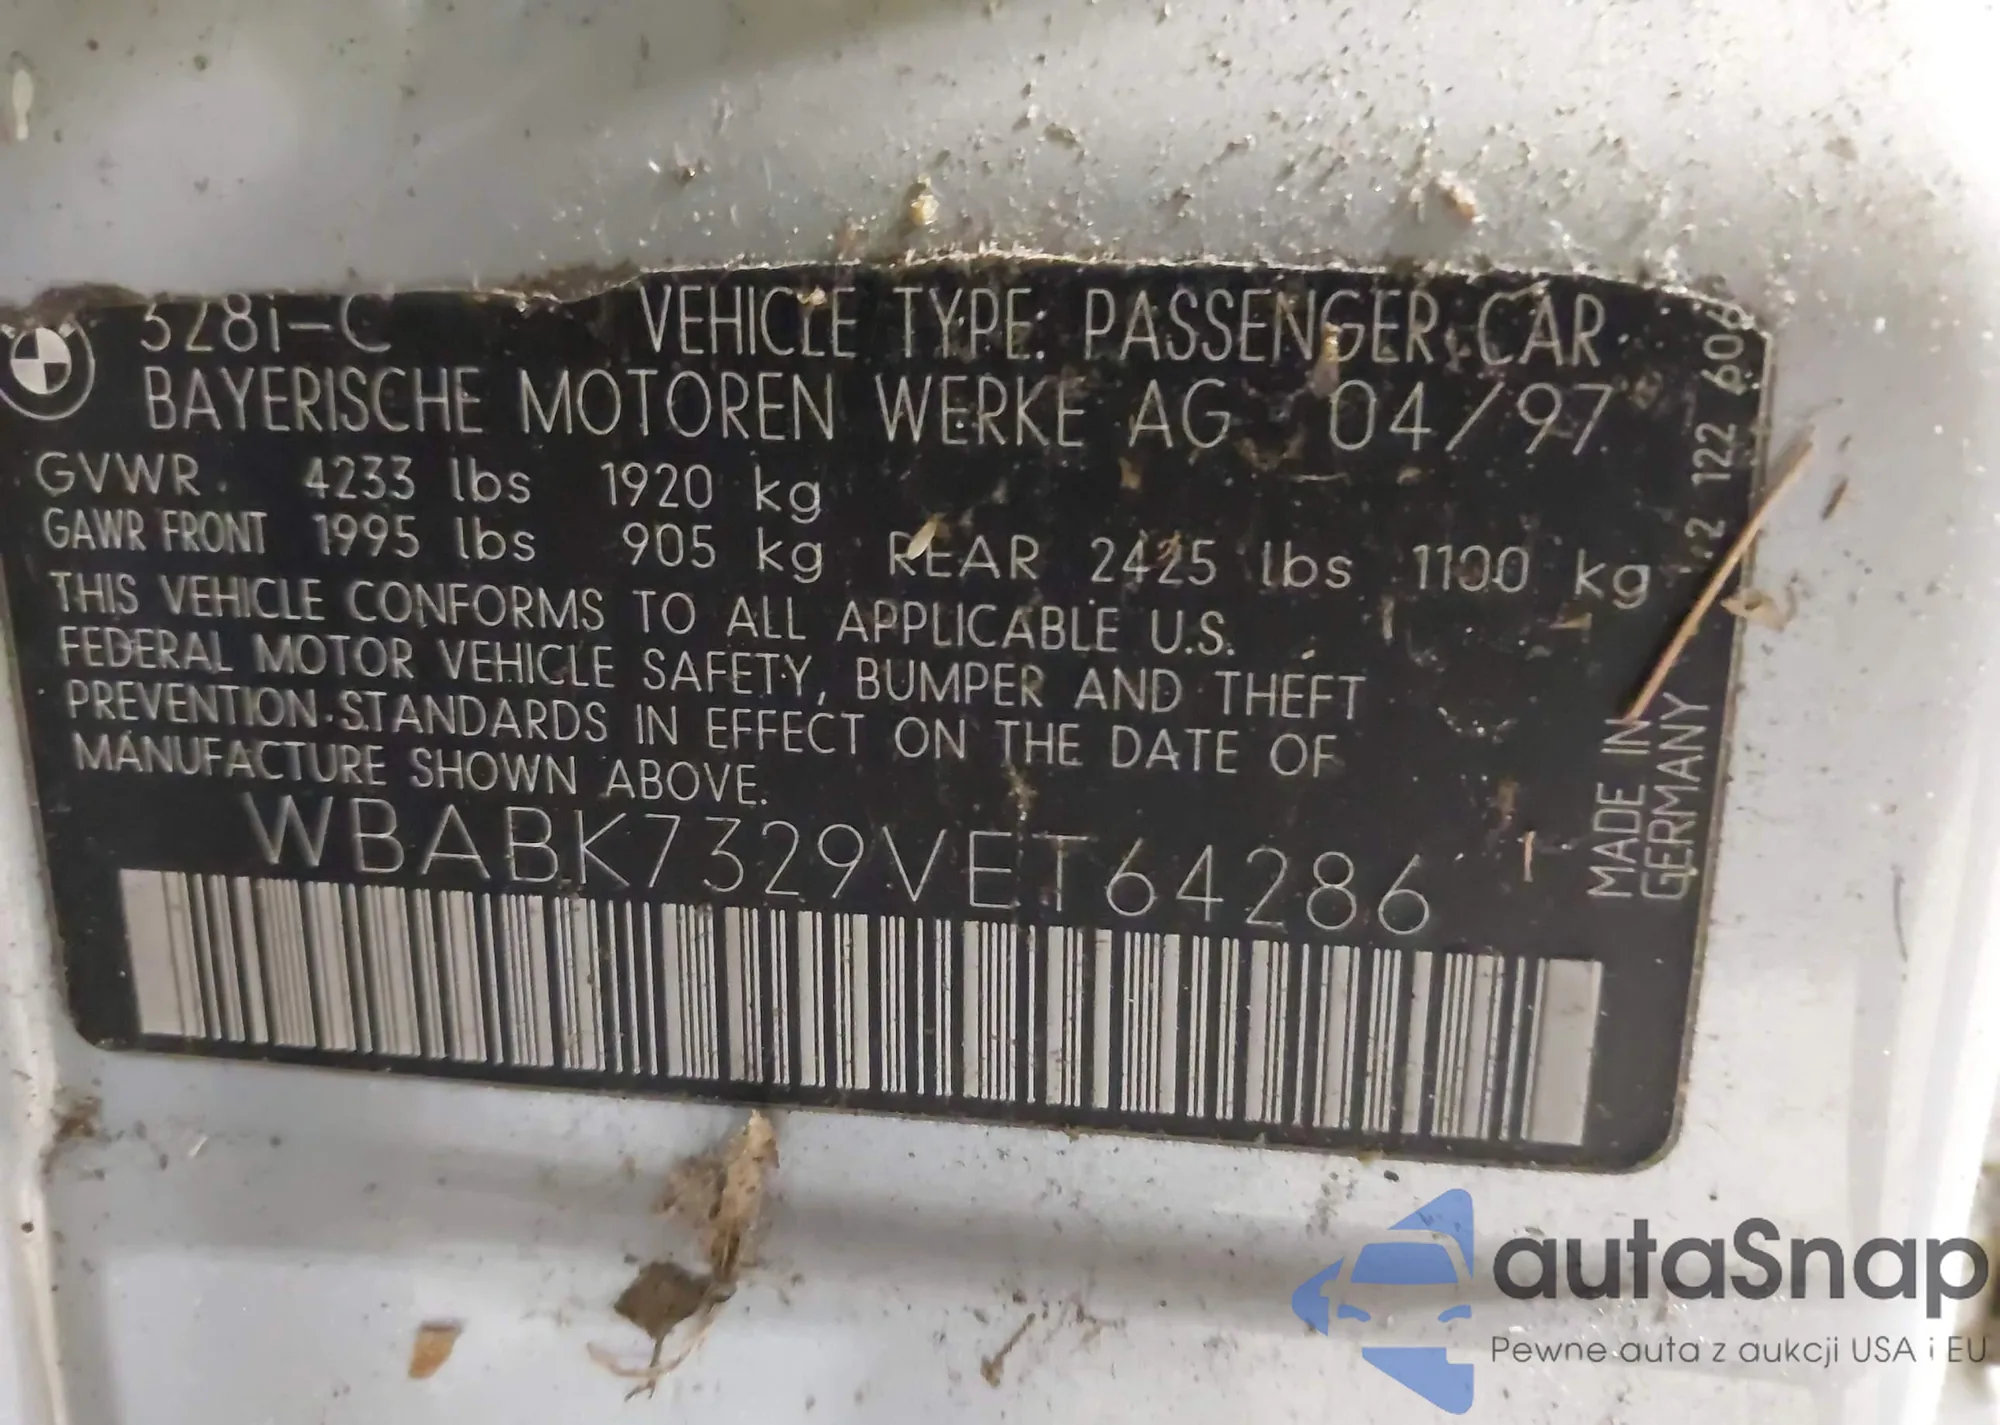 328i-C VEHICLE TYPE: PASSENGER CAR
BAYERISCHE MOTOREN WERKE AG 04/97
GVWR 4233 lbs 1920 kg
GAWR FRONT 1995 lbs 905 kg REAR 2425 lbs 1100 kg
THIS VEHICLE CONFORMS TO ALL APPLICABLE U.S.
FEDERAL MOTOR VEHICLE SAFETY, BUMPER AND THEFT
PREVENTION STANDARDS IN EFFECT ON THE DATE OF
MANUFACTURE SHOWN ABOVE.
WBABK7329VET64286
MADE IN
GERMANY
122
autaSnap
Pewne auta z aukcji USA i EU